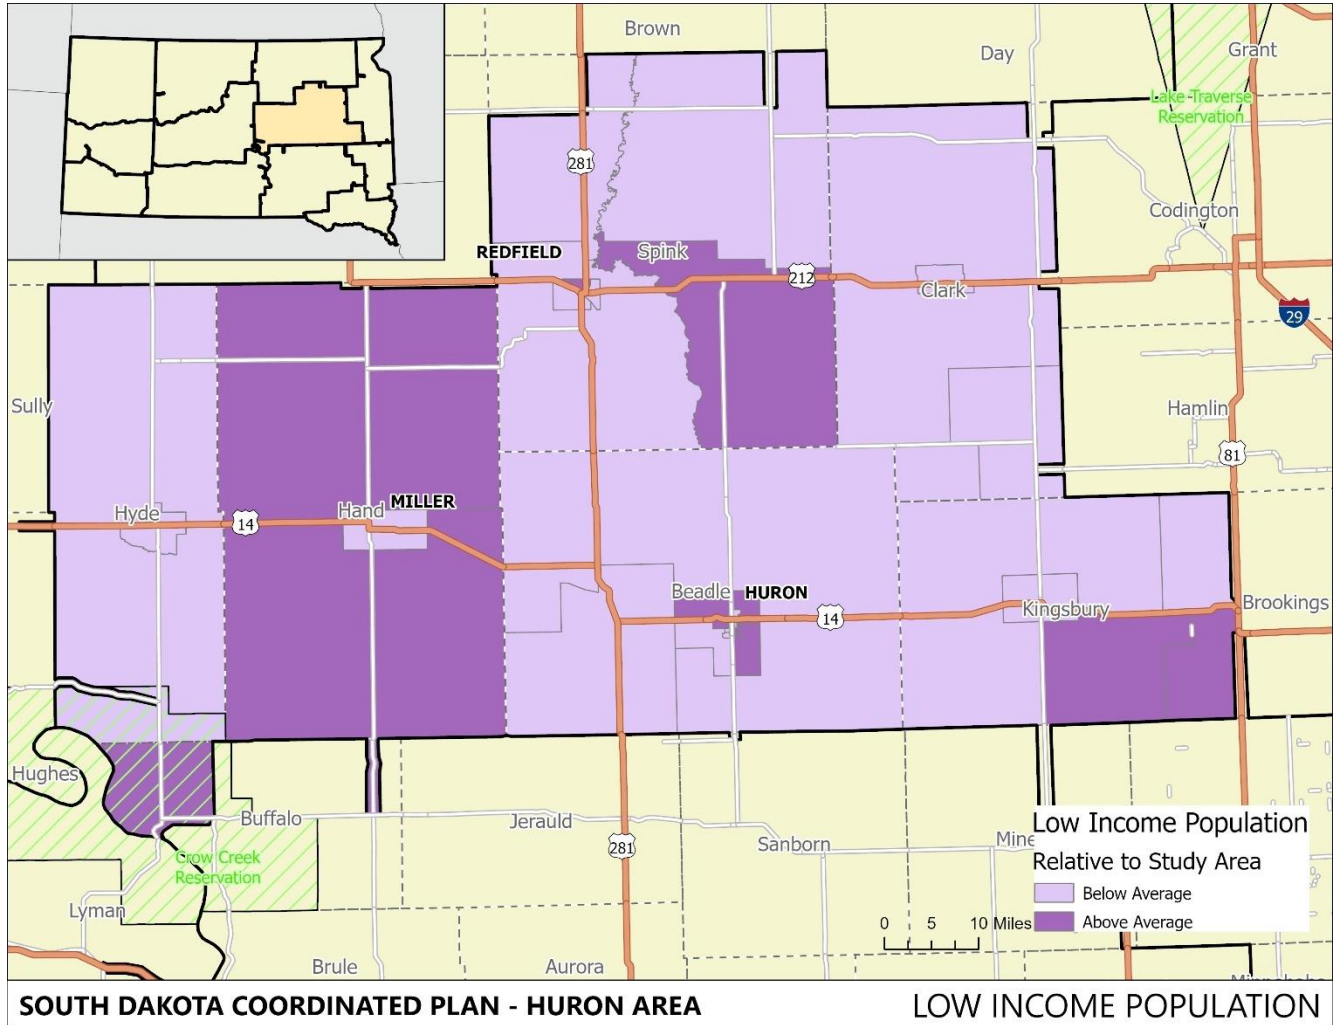 Brown
Day
Grant
Lake Traverse
Reservation
281
Codington
REDFIELD
Spink
212
Clark
29
Sully
Hamlin
81
Hyde
14
Hand
MILLER
Beadle
HURON
14
Kingsbury
Brookings
Hughes
Buffalo
Jerauld
281
Sanborn
Mine
Crow Creek
Reservation
Lyman
Brule
Aurora
Low Income Population
Relative to Study Area
Below Average
Above Average
0 5 10 Miles
SOUTH DAKOTA COORDINATED PLAN - HURON AREA
LOW INCOME POPULATION